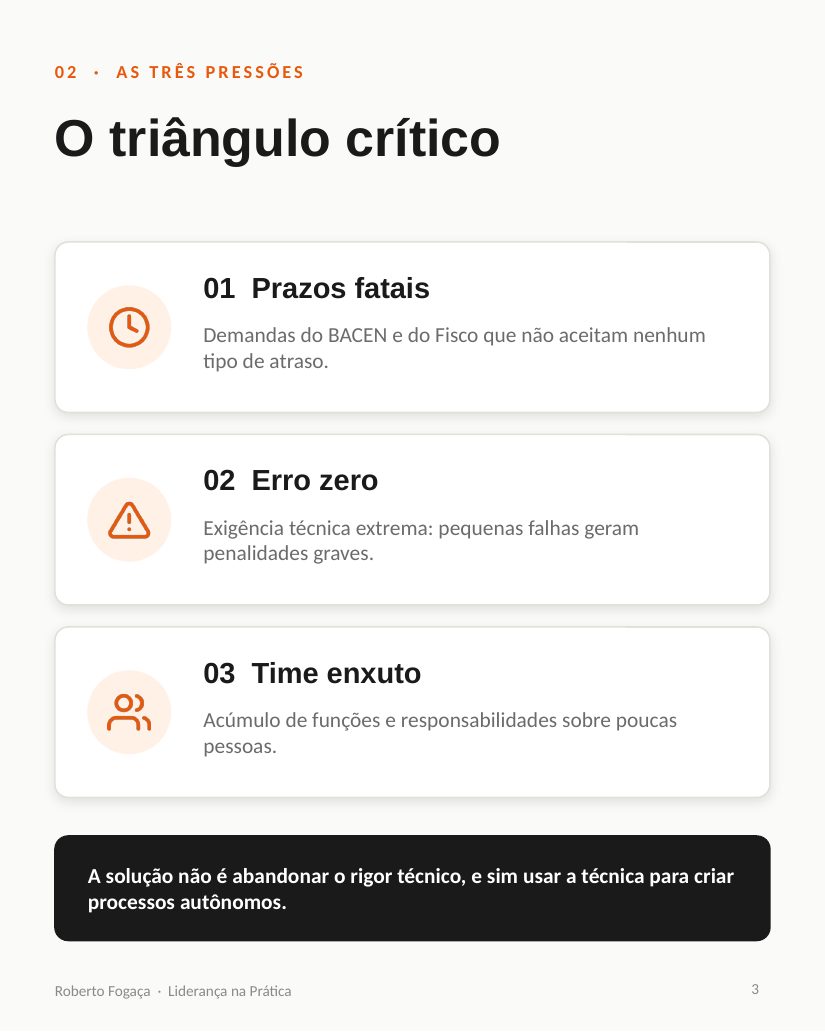 02 · AS TRÊS PRESSÕES
O triângulo crítico
01 Prazos fatais
Demandas do BACEN e do Fisco que não aceitam nenhum
tipo de atraso.
02 Erro zero
Exigência técnica extrema: pequenas falhas geram
penalidades graves.
03 Time enxuto
Acúmulo de funções e responsabilidades sobre poucas
pessoas.
A solução não é abandonar o rigor técnico, e sim usar a técnica para criar
processos autônomos.
Roberto Fogaça · Liderança na Prática
3